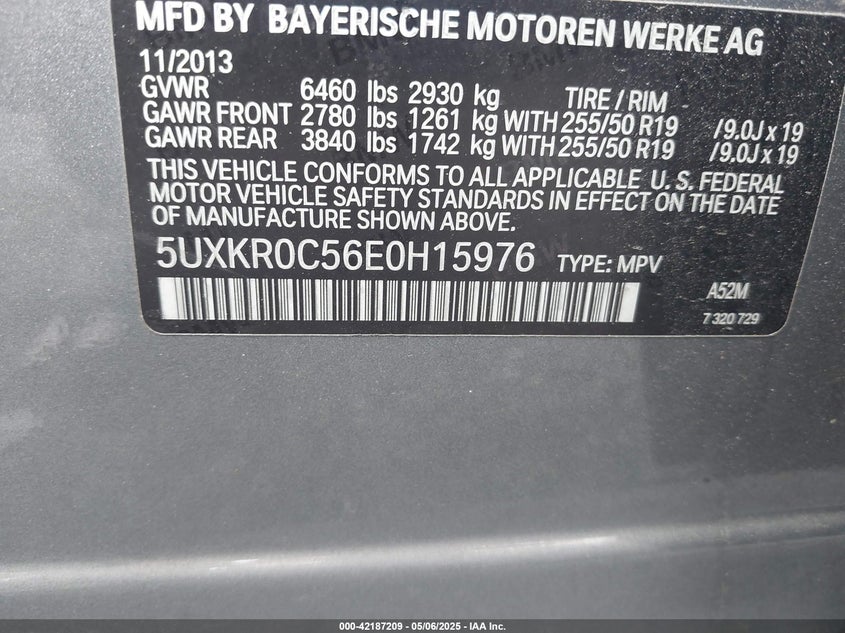 MFD BY BAYERISCHE MOTOREN WERKE AG
11/2013
GVWR 6460 lbs 2930 kg TIRE / RIM
GAWR FRONT 2780 lbs 1261 kg WITH 255/50 R19 /9.0J x 19
GAWR REAR 3840 lbs 1742 kg WITH 255/50 R19 /9.0J x 19
THIS VEHICLE CONFORMS TO ALL APPLICABLE U. S. FEDERAL
MOTOR VEHICLE SAFETY STANDARDS IN EFFECT ON THE DATE
OF MANUFACTURE SHOWN ABOVE.
5UXKR0C56E0H15976 TYPE: MPV
A52M
7 320 729
000-42187209 - 05/06/2025 - IAA Inc.